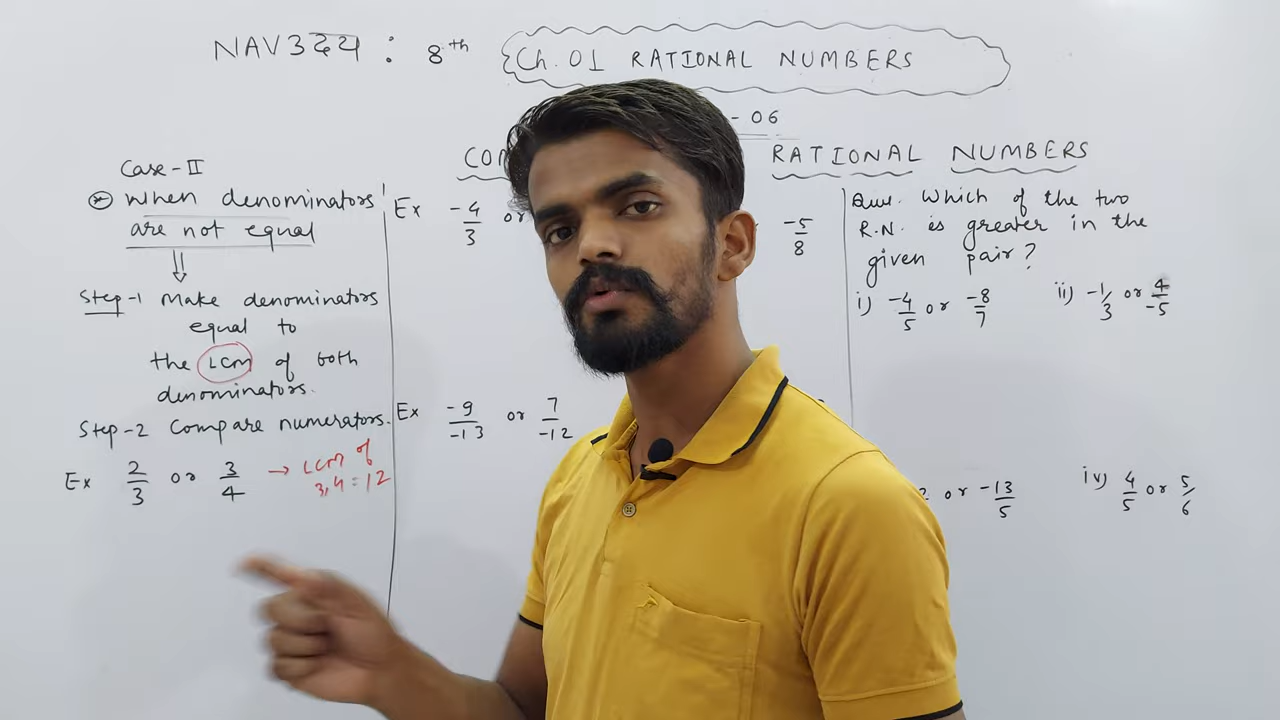 NAV324 : 8th Ch. 01 RATIONAL NUMBERS
- 06
RATIONAL NUMBERS
Case-II
When denominators
are not equal
Step-1 Make denominators
equal to
the LCM of both
denominators.
Step-2 Compare numerators.
Ex 2/3 or 3/4 → LCM of
3,4 = 12
Ex -4/3 or
-5/8
Ex -9/-13 or 7/-12
Ques. Which of the two
R.N. is greater in the
given pair?
i) -4/5 or -8/7 ii) -1/3 or 4/-5
or -13/5 iv) 4/5 or 5/6